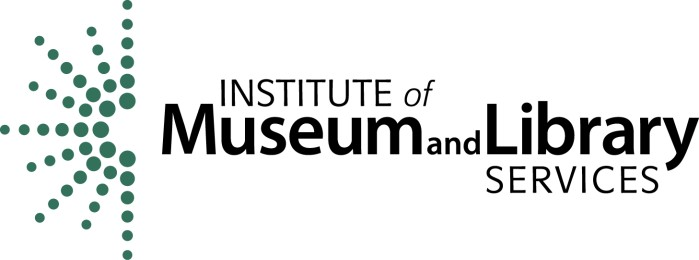 INSTITUTE of
Museum and Library
SERVICES